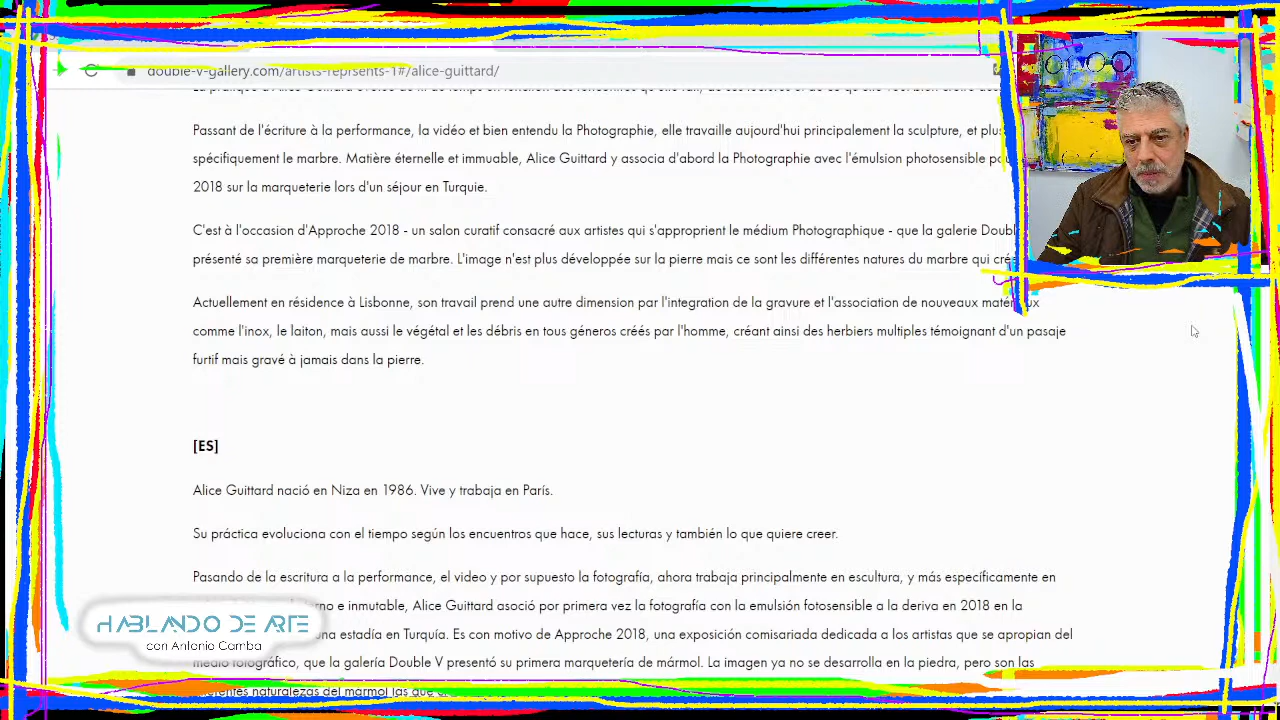 double-v-gallery.com/artists-reprsents-1#/alice-guittard/
Passant de l'écriture à la performance, la vidéo et bien entendu la Photographie, elle travaille aujourd'hui principalement la sculpture, et plus
spécifiquement le marbre. Matière éternelle et immuable, Alice Guittard y associa d'abord la Photographie avec l'émulsion photosensible
2018 sur la marqueterie lors d'un séjour en Turquie.
C'est à l'occasion d'Approche 2018 - un salon curatif consacré aux artistes qui s'approprient le médium Photographique - que la galerie
présenté sa première marqueterie de marbre. L'image n'est plus développée sur la pierre mais ce sont les différentes natures du marbre qui
Actuellement en résidence à Lisbonne, son travail prend une autre dimension par l'integration de la gravure et l'association de nouveaux matériaux
comme l'inox, le laiton, mais aussi le végétal et les débris en tous géneros créés par l'homme, créant ainsi des herbiers multiples témoignant d'un pasaje
furtif mais gravé à jamais dans la pierre.
[ES]
Alice Guittard nació en Niza en 1986. Vive y trabaja en París.
Su práctica evoluciona con el tiempo según los encuentros que hace, sus lecturas y también lo que quiere creer.
Pasando de la escritura a la performance, el video y por supuesto la fotografía, ahora trabaja principalmente en escultura, y más específicamente en
e inmutable, Alice Guittard asoció por primera vez la fotografía con la emulsión fotosensible a la deriva en 2018 en la
estadía en Turquía. Es con motivo de Approche 2018, una exposición comisariada dedicada a los artistas que se apropian del
medio fotográfico, que la galería Double V presentó su primera marquetería de mármol. La imagen ya no se desarrolla en la piedra, pero son las
diferentes naturalezas del mármol las que
HABLANDO DE ARTE
con Antonio Camba